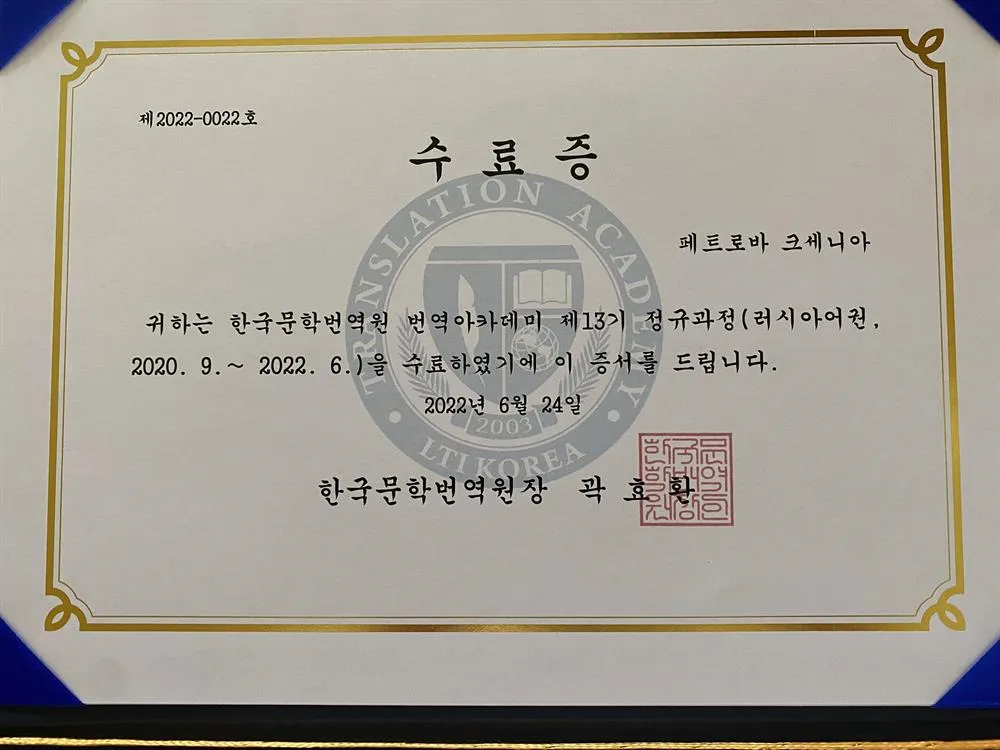 제2022-0022호
수 료 증
페트로바 크세니아
귀하는 한국문학번역원 번역아카데미 제13기 정규과정(러시아어권,
2020. 9.~ 2022. 6.)을 수료하였기에 이 증서를 드립니다.
2022년 6월 24일
한국문학번역원장 곽 효 환
TRANSLATION ACADEMY
2003
LTI KOREA